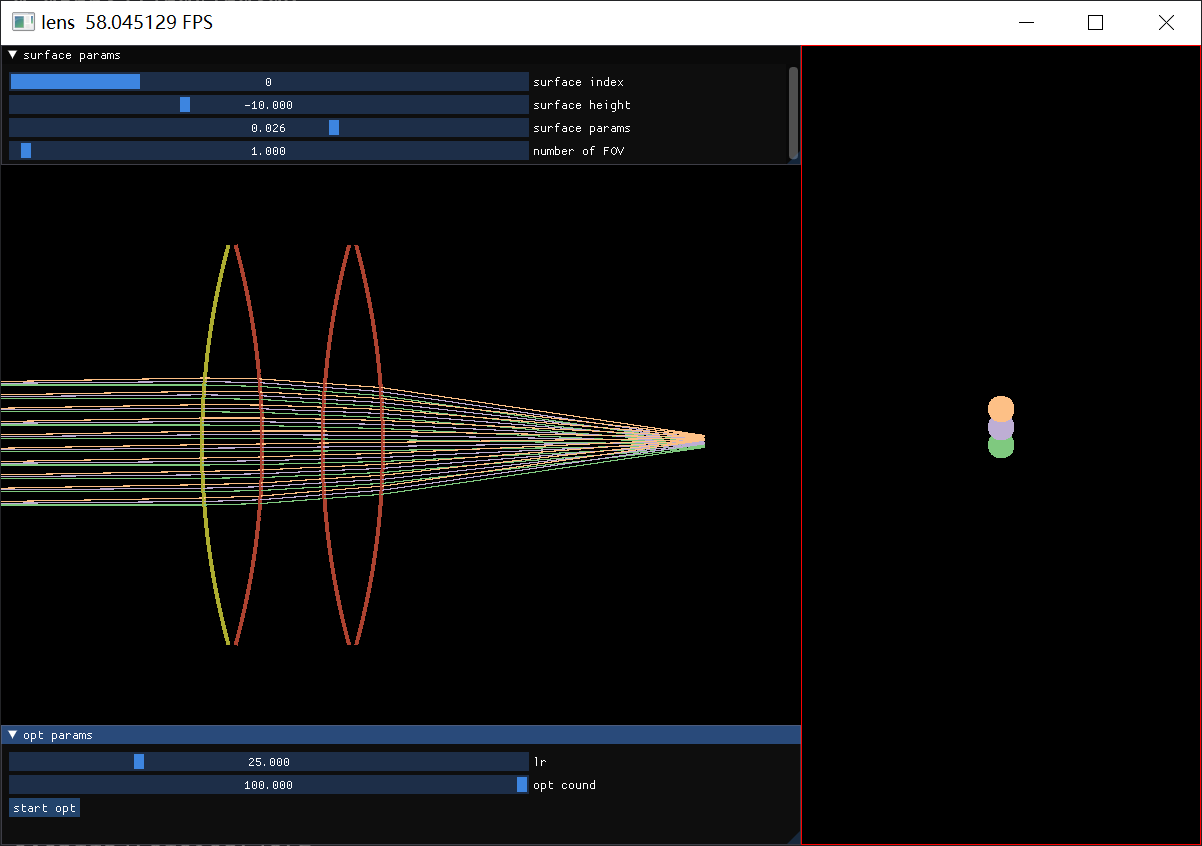 lens 58.045129 FPS
surface params
0 surface index
-10.000 surface height
0.026 surface params
1.000 number of FOV
opt params
25.000 lr
100.000 opt cound
start opt